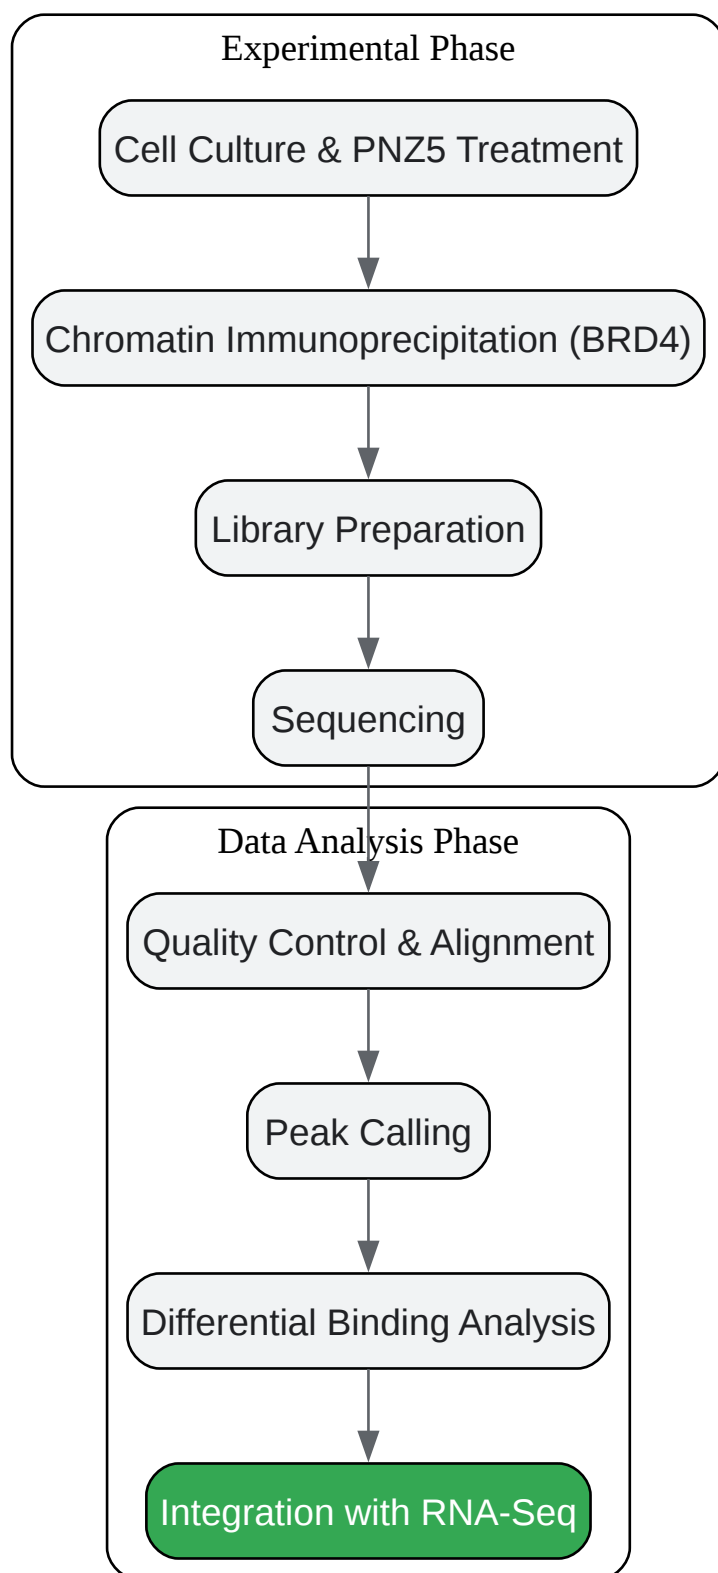 Experimental Phase
Cell Culture & PNZ5 Treatment
Chromatin Immunoprecipitation (BRD4)
Library Preparation
Sequencing
Data Analysis Phase
Quality Control & Alignment
Peak Calling
Differential Binding Analysis
Integration with RNA-Seq